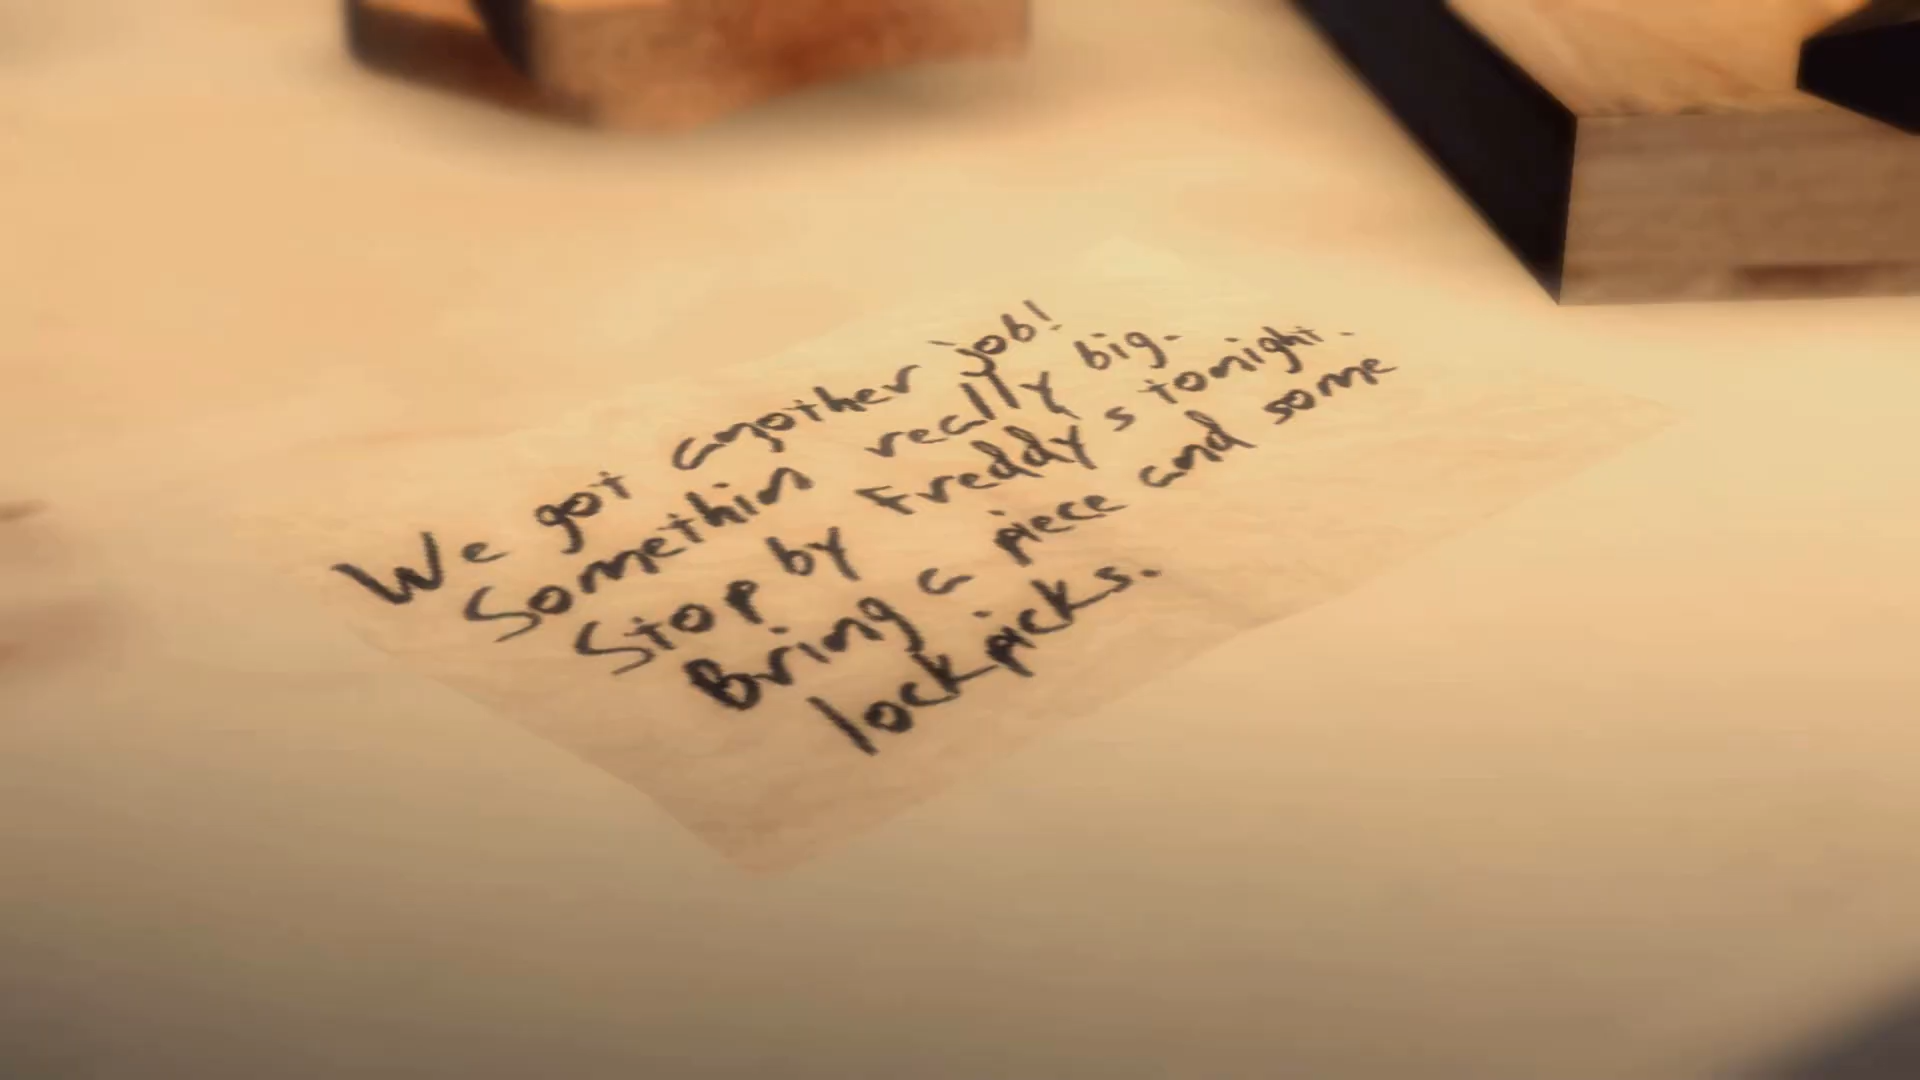 We got another job!
Somethin really big.
Stop by Freddy s tonight.
Bring a piece and some
lockpicks.